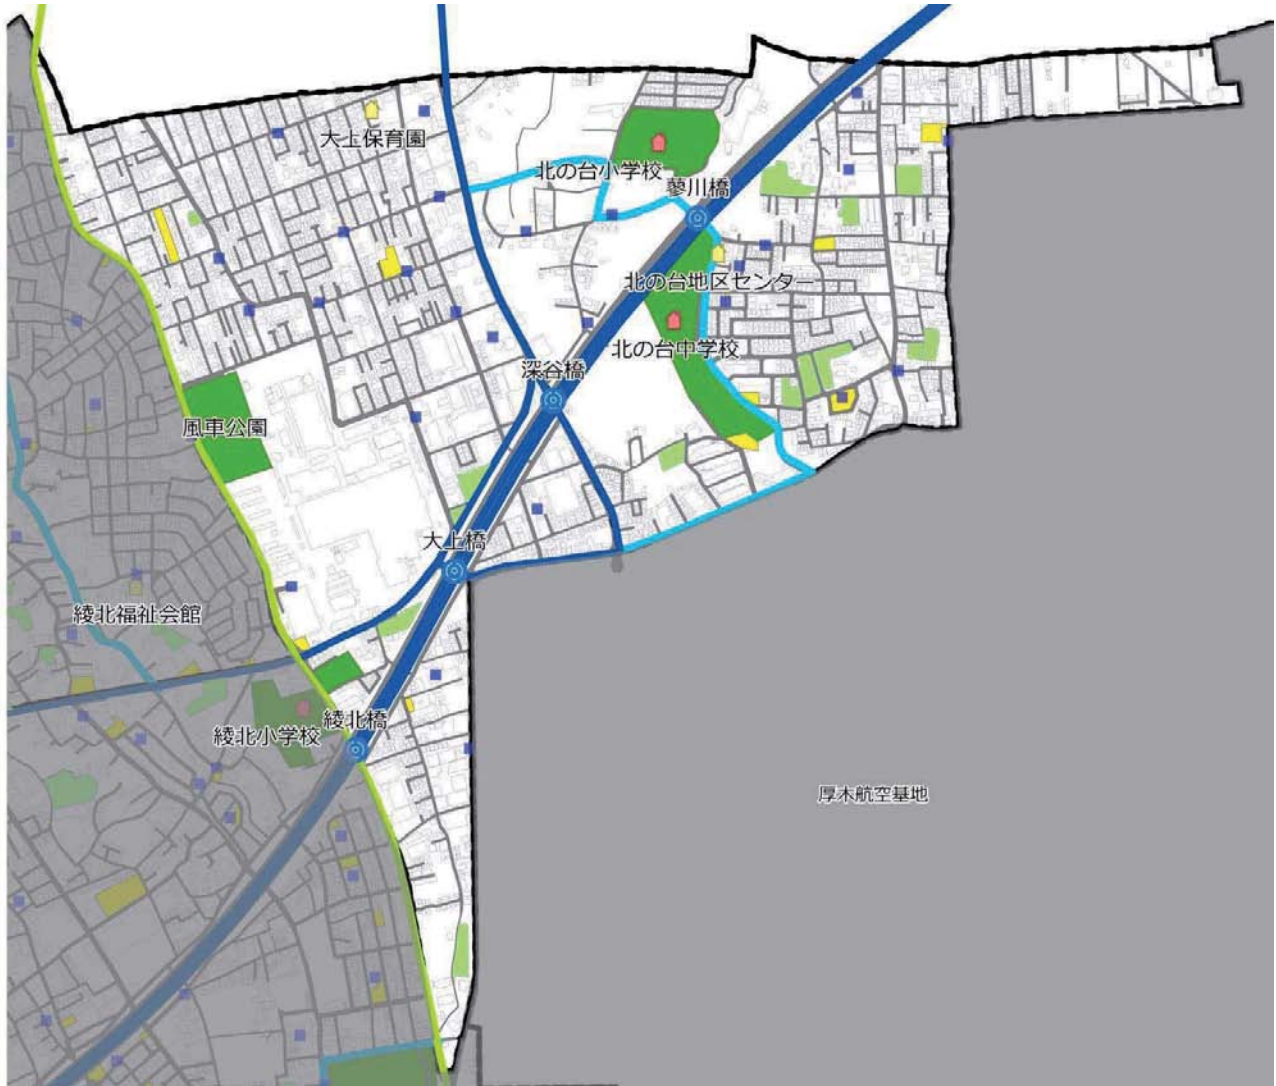 大上保育園
北の台小学校
蓼川橋
北の台地区センター
北の台中学校
深谷橋
風車公園
大上橋
綾北福祉会館
綾北橋
綾北小学校
厚木航空基地